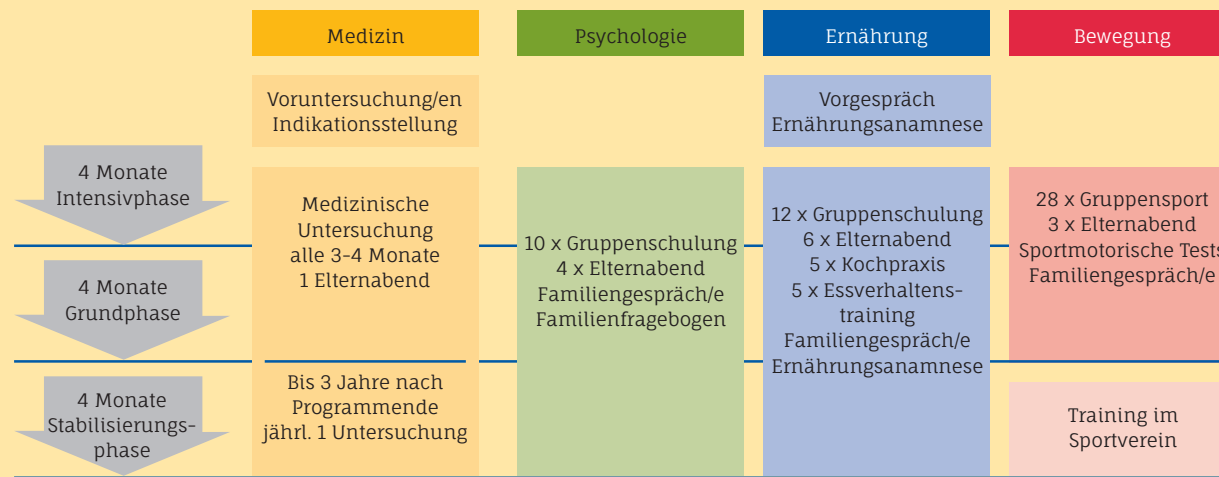 Medizin
Psychologie
Ernährung
Bewegung
Voruntersuchung/en
Indikationsstellung
Vorgespräch
Ernährungsanamnese
4 Monate
Intensivphase
4 Monate
Grundphase
4 Monate
Stabilisierungs-
phase
Medizinische
Untersuchung
alle 3-4 Monate
1 Elternabend
Bis 3 Jahre nach
Programmende
jährl. 1 Untersuchung
10 x Gruppenschulung
4 x Elternabend
Familiengespräch/e
Familienfragebogen
12 x Gruppenschulung
6 x Elternabend
5 x Kochpraxis
5 x Essverhaltens-
training
Familiengespräch/e
Ernährungsanamnese
28 x Gruppensport
3 x Elternabend
Sportmotorische Tests
Familiengespräch/e
Training im
Sportverein